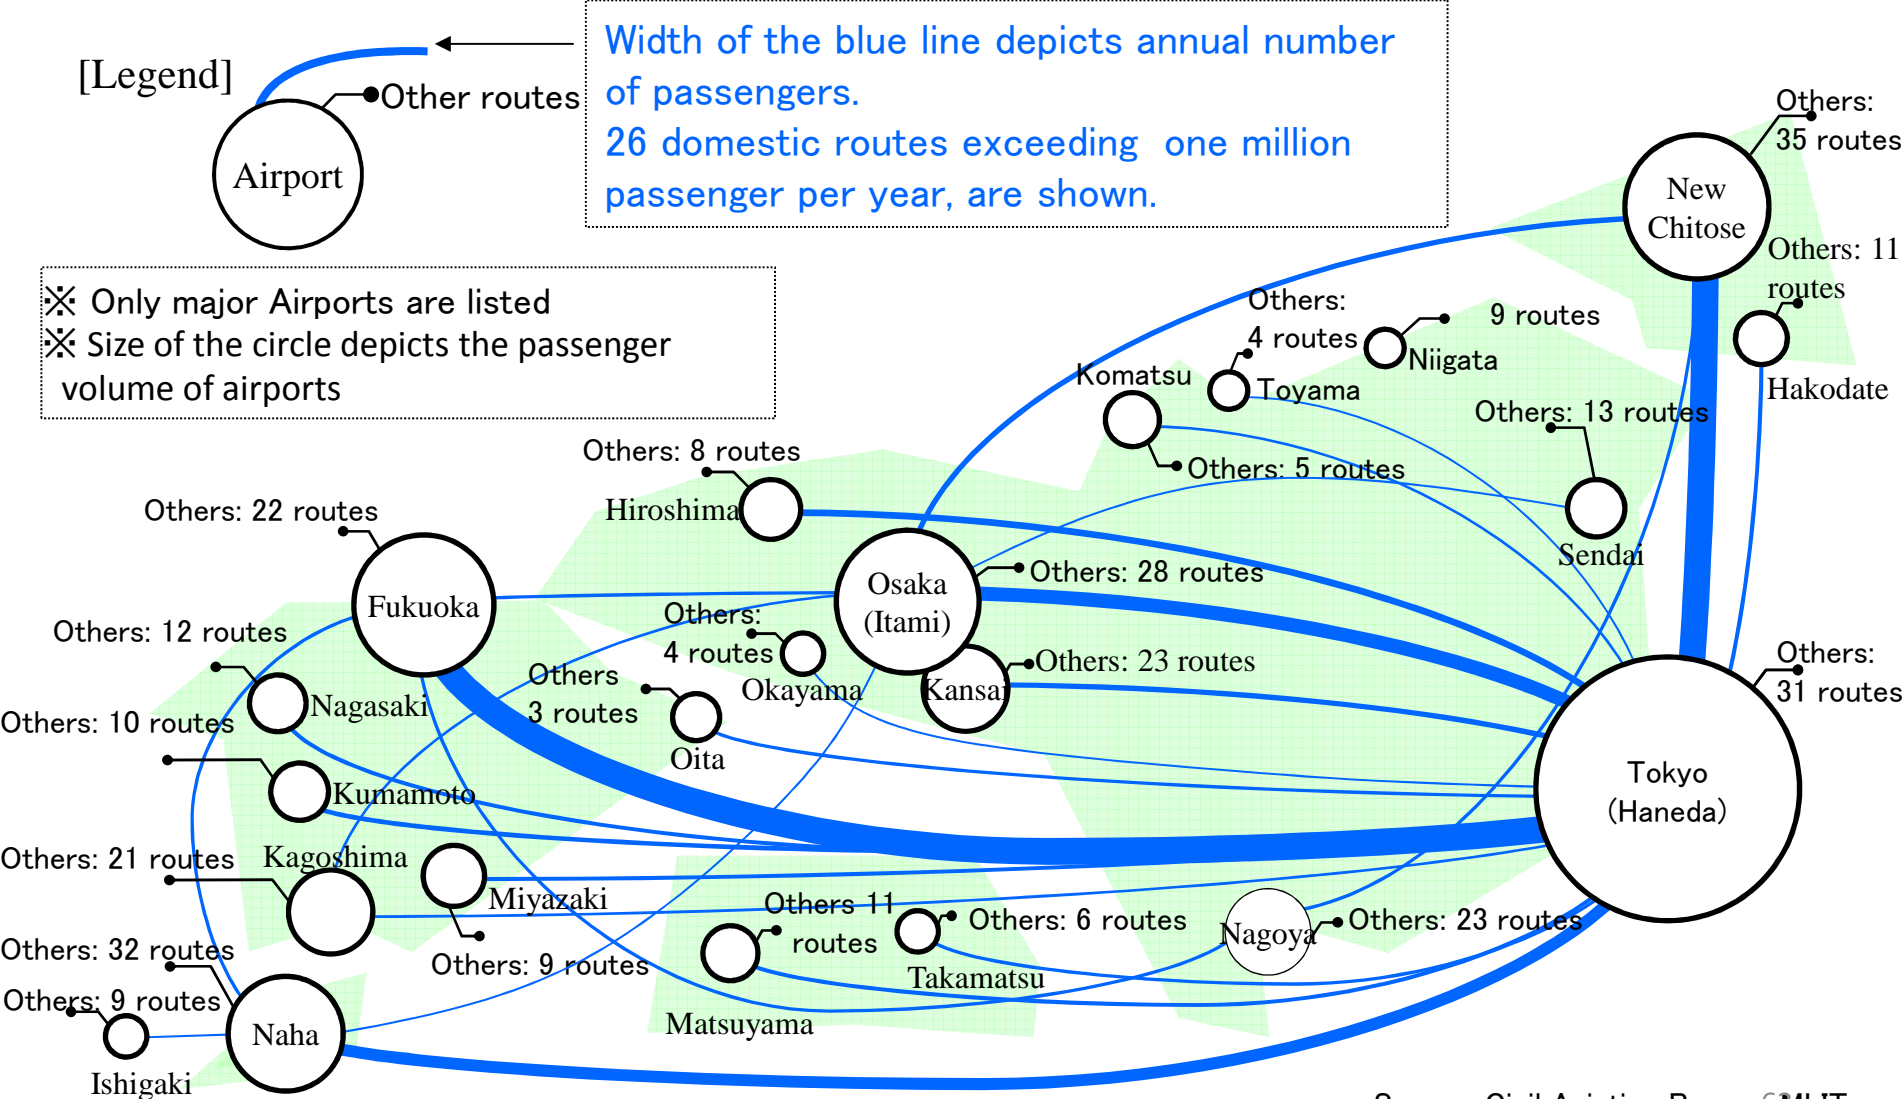 [Legend]
Other routes
Airport
Width of the blue line depicts annual number
of passengers.
26 domestic routes exceeding one million
passenger per year, are shown.
※ Only major Airports are listed
※ Size of the circle depicts the passenger
volume of airports
Others:
35 routes
New
Chitose
Others: 11
routes
Hakodate
Others:
4 routes
Toyama
9 routes
Niigata
Komatsu
Others: 5 routes
Others: 13 routes
Sendai
Others: 8 routes
Hiroshima
Others: 22 routes
Fukuoka
Osaka
(Itami)
Others: 28 routes
Others:
4 routes
Okayama
Kansai
Others: 23 routes
Others: 12 routes
Nagasaki
Others
3 routes
Oita
Others:
31 routes
Tokyo
(Haneda)
Others: 10 routes
Kumamoto
Others: 21 routes
Kagoshima
Miyazaki
Others: 9 routes
Others 11
routes
Matsuyama
Others: 6 routes
Takamatsu
Nagoya
Others: 23 routes
Others: 32 routes
Naha
Others: 9 routes
Ishigaki